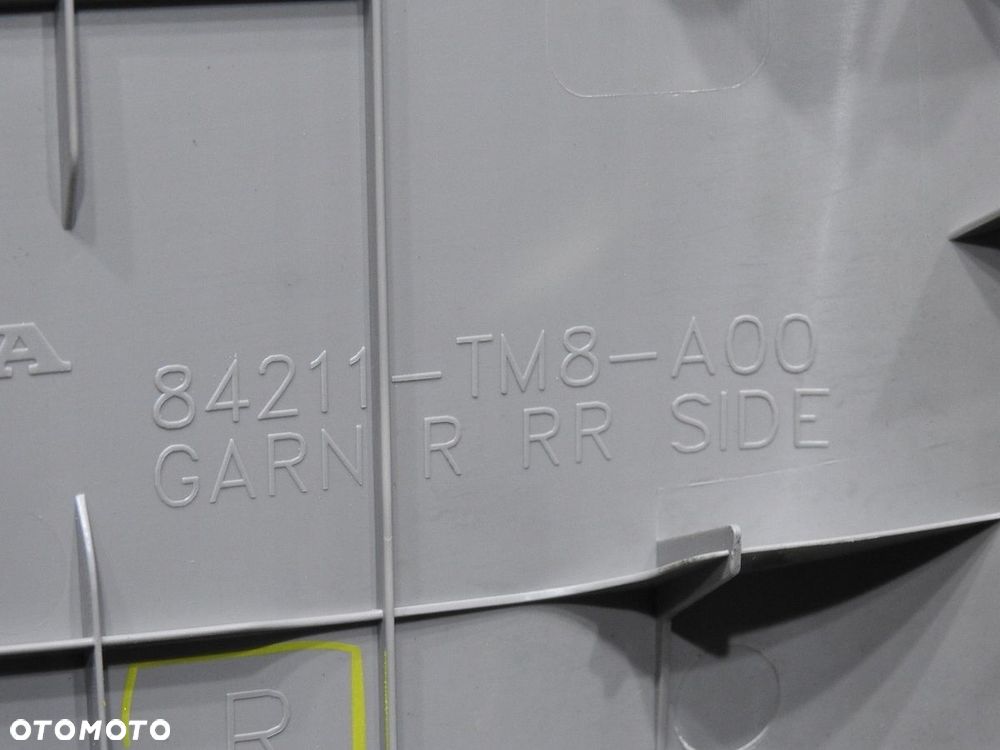 A
84211-TM8-A00
GARN R RR SIDE
R
OTOMOTO